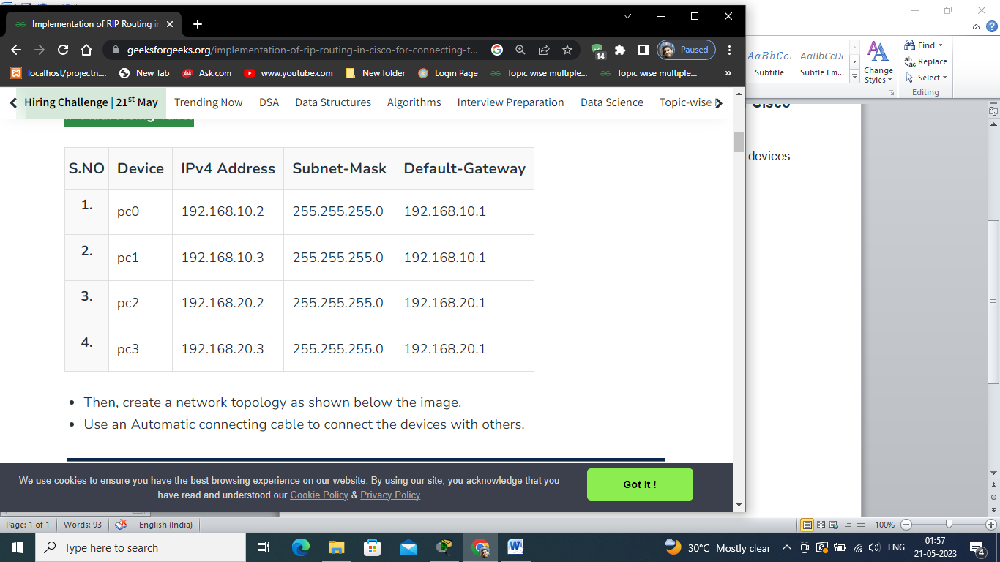 Implementation of RIP Routing in
geeksforgeeks.org/implementation-of-rip-routing-in-cisco-for-connecting-t...
14
Paused
localhost/projectn....
New Tab
Ask.com
www.youtube.com
New folder
Login Page
Topic wise multiple...
Topic wise multiple...
»
Hiring Challenge | 21st May
Trending Now
DSA
Data Structures
Algorithms
Interview Preparation
Data Science
Topic-wise
S.NO Device IPv4 Address Subnet-Mask Default-Gateway
1. pc0 192.168.10.2 255.255.255.0 192.168.10.1
2. pc1 192.168.10.3 255.255.255.0 192.168.10.1
3. pc2 192.168.20.2 255.255.255.0 192.168.20.1
4. pc3 192.168.20.3 255.255.255.0 192.168.20.1
• Then, create a network topology as shown below the image.
• Use an Automatic connecting cable to connect the devices with others.
We use cookies to ensure you have the best browsing experience on our website. By using our site, you acknowledge that you
have read and understood our Cookie Policy & Privacy Policy
Got It !
AaBbCc.
AaBbCcDc
Subtitle
Subtle Em...
Change
Styles
Find
Replace
Select
Editing
Cisco
devices
Page: 1 of 1
Words: 93
English (India)
100%
Type here to search
30°C Mostly clear
ENG
01:57
21-05-2023
4